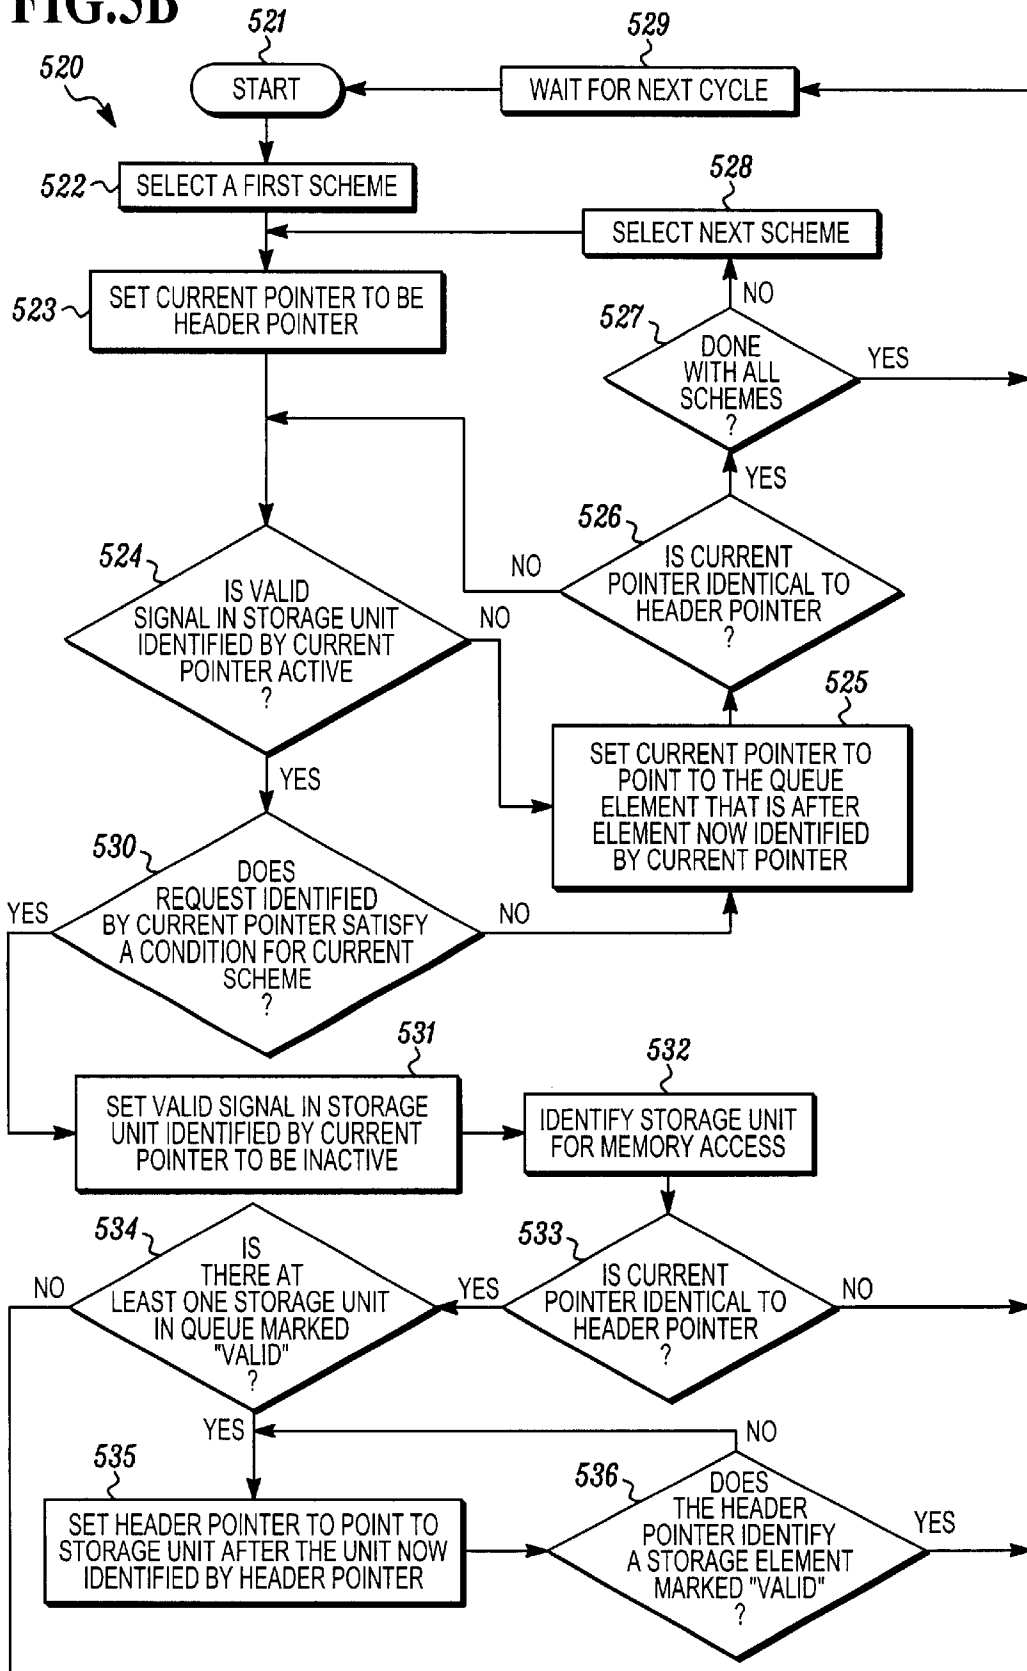 FIG.5B
521
529
520
START
WAIT FOR NEXT CYCLE
528
522
SELECT A FIRST SCHEME
SELECT NEXT SCHEME
523
SET CURRENT POINTER TO BE
HEADER POINTER
NO
527
DONE
WITH ALL
SCHEMES
?
YES
YES
526
IS CURRENT
POINTER IDENTICAL TO
HEADER POINTER
?
NO
524
IS VALID
SIGNAL IN STORAGE UNIT
IDENTIFIED BY CURRENT
POINTER ACTIVE
?
NO
YES
525
SET CURRENT POINTER TO
POINT TO THE QUEUE
ELEMENT THAT IS AFTER
ELEMENT NOW IDENTIFIED
BY CURRENT POINTER
530
DOES
REQUEST IDENTIFIED
BY CURRENT POINTER SATISFY
A CONDITION FOR CURRENT
SCHEME
?
YES
NO
531
SET VALID SIGNAL IN STORAGE
UNIT IDENTIFIED BY CURRENT
POINTER TO BE INACTIVE
532
IDENTIFY STORAGE UNIT
FOR MEMORY ACCESS
533
IS CURRENT
POINTER IDENTICAL TO
HEADER POINTER
?
YES
NO
534
IS
THERE AT
LEAST ONE STORAGE UNIT
IN QUEUE MARKED
"VALID"
?
NO
YES
535
SET HEADER POINTER TO POINT TO
STORAGE UNIT AFTER THE UNIT NOW
IDENTIFIED BY HEADER POINTER
NO
536
DOES
THE HEADER
POINTER IDENTIFY
A STORAGE ELEMENT
MARKED "VALID"
?
YES